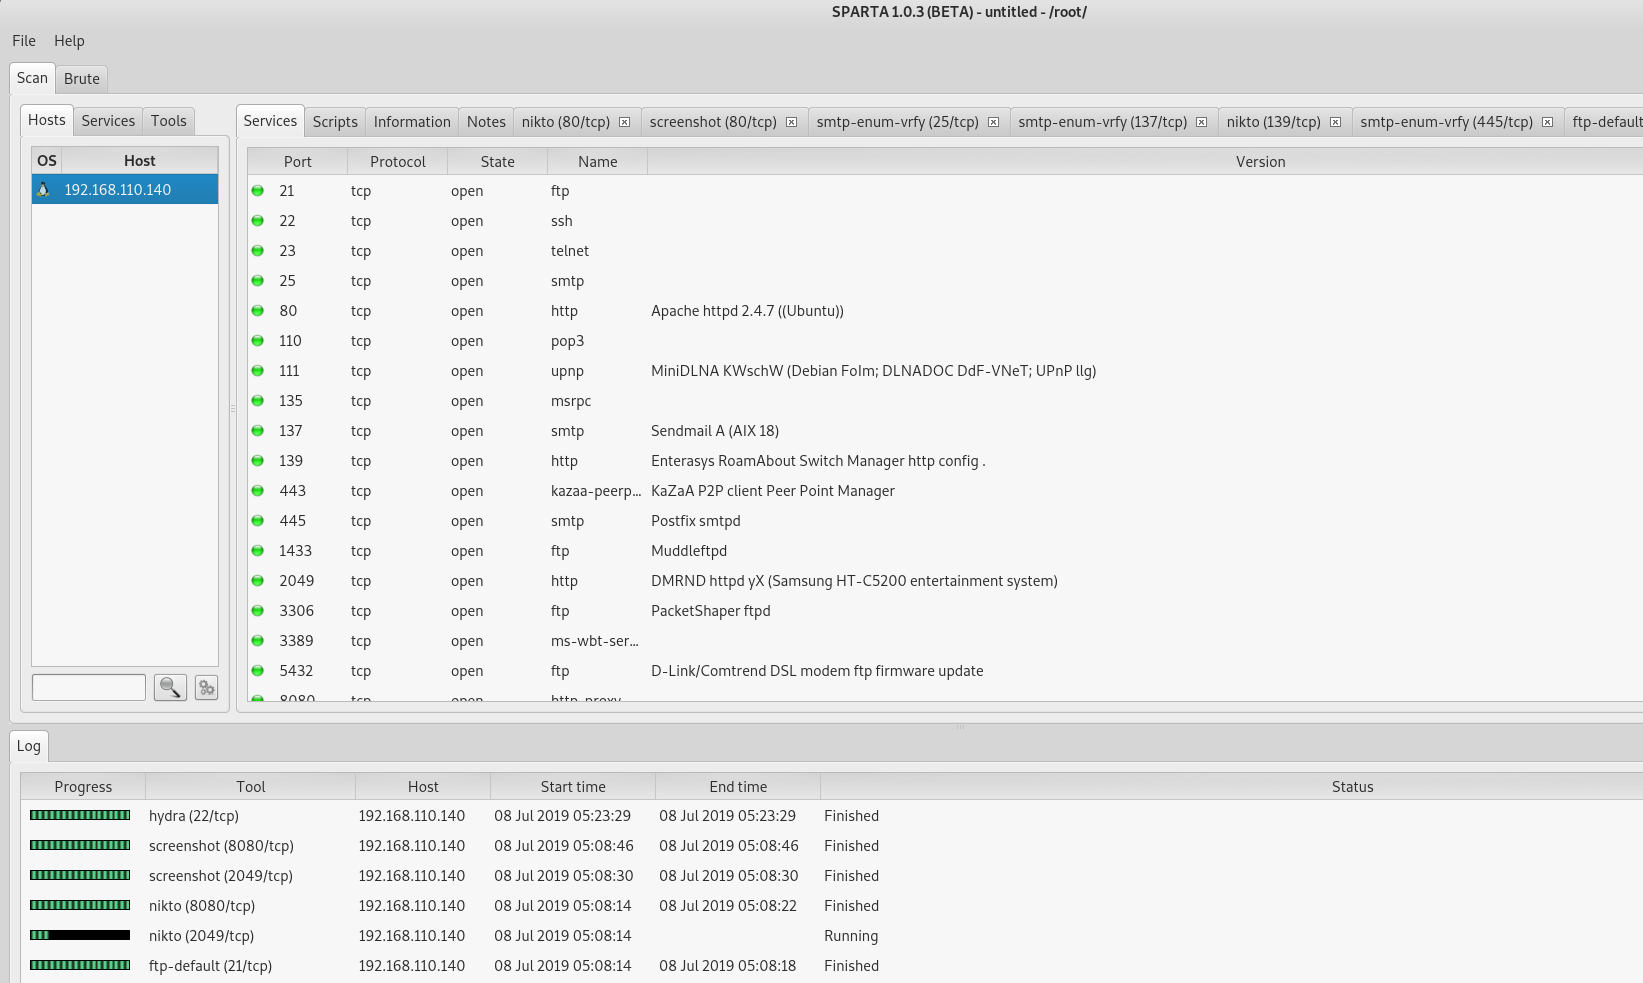 SPARTA 1.0.3 (BETA) - untitled - /root/
File Help
Scan Brute
Hosts Services Tools
Services Scripts Information Notes nikto (80/tcp) screenshot (80/tcp) smtp-enum-vrfy (25/tcp) smtp-enum-vrfy (137/tcp) nikto (139/tcp) smtp-enum-vrfy (445/tcp) ftp-default
OS Host
192.168.110.140
Port Protocol State Name Version
21 tcp open ftp
22 tcp open ssh
23 tcp open telnet
25 tcp open smtp
80 tcp open http Apache httpd 2.4.7 ((Ubuntu))
110 tcp open pop3
111 tcp open upnp MiniDLNA KWschW (Debian FoIm; DLNADOC DdF-VNeT; UPnP llg)
135 tcp open msrpc
137 tcp open smtp Sendmail A (AIX 18)
139 tcp open http Enterasys RoamAbout Switch Manager http config .
443 tcp open kazaa-peerp... KaZaA P2P client Peer Point Manager
445 tcp open smtp Postfix smtpd
1433 tcp open ftp Muddleftpd
2049 tcp open http DMRND httpd yX (Samsung HT-C5200 entertainment system)
3306 tcp open ftp PacketShaper ftpd
3389 tcp open ms-wbt-ser...
5432 tcp open ftp D-Link/Comtrend DSL modem ftp firmware update
8080 tcp open http-proxy
Log
Progress Tool Host Start time End time Status
hydra (22/tcp) 192.168.110.140 08 Jul 2019 05:23:29 08 Jul 2019 05:23:29 Finished
screenshot (8080/tcp) 192.168.110.140 08 Jul 2019 05:08:46 08 Jul 2019 05:08:46 Finished
screenshot (2049/tcp) 192.168.110.140 08 Jul 2019 05:08:30 08 Jul 2019 05:08:30 Finished
nikto (8080/tcp) 192.168.110.140 08 Jul 2019 05:08:14 08 Jul 2019 05:08:22 Finished
nikto (2049/tcp) 192.168.110.140 08 Jul 2019 05:08:14 Running
ftp-default (21/tcp) 192.168.110.140 08 Jul 2019 05:08:14 08 Jul 2019 05:08:18 Finished